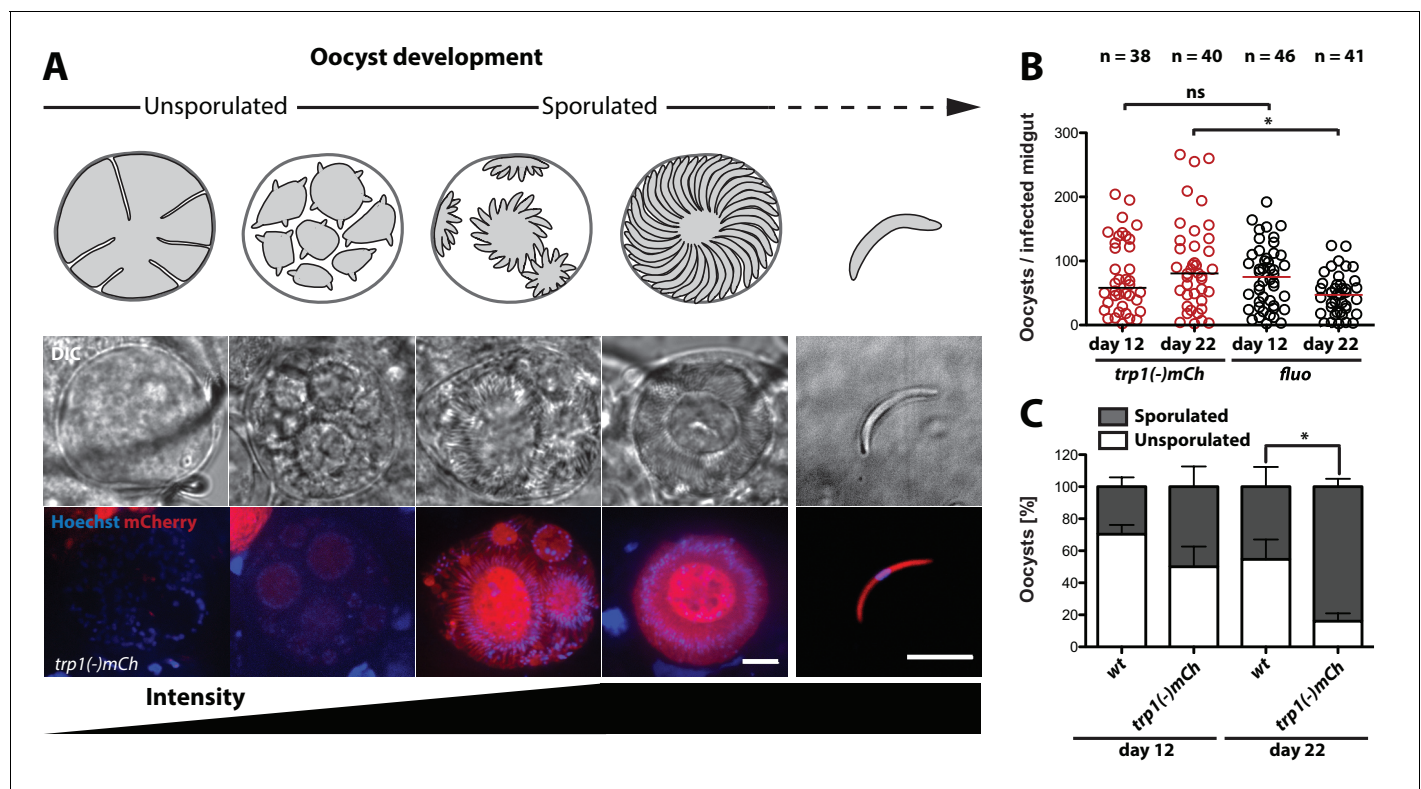 A
Oocyst development
Unsporulated
Sporulated
DIC
Hoechst mCherry
trp1(-)mCh
Intensity
B
n = 38 n = 40 n = 46 n = 41
ns
*
Oocysts / infected midgut
300
200
100
0
day 12 day 22 day 12 day 22
trp1(-)mCh fluo
C
Sporulated
Unsporulated
*
Oocysts [%]
120
100
80
60
40
20
0
wt trp1(-)mCh wt trp1(-)mCh
day 12 day 22